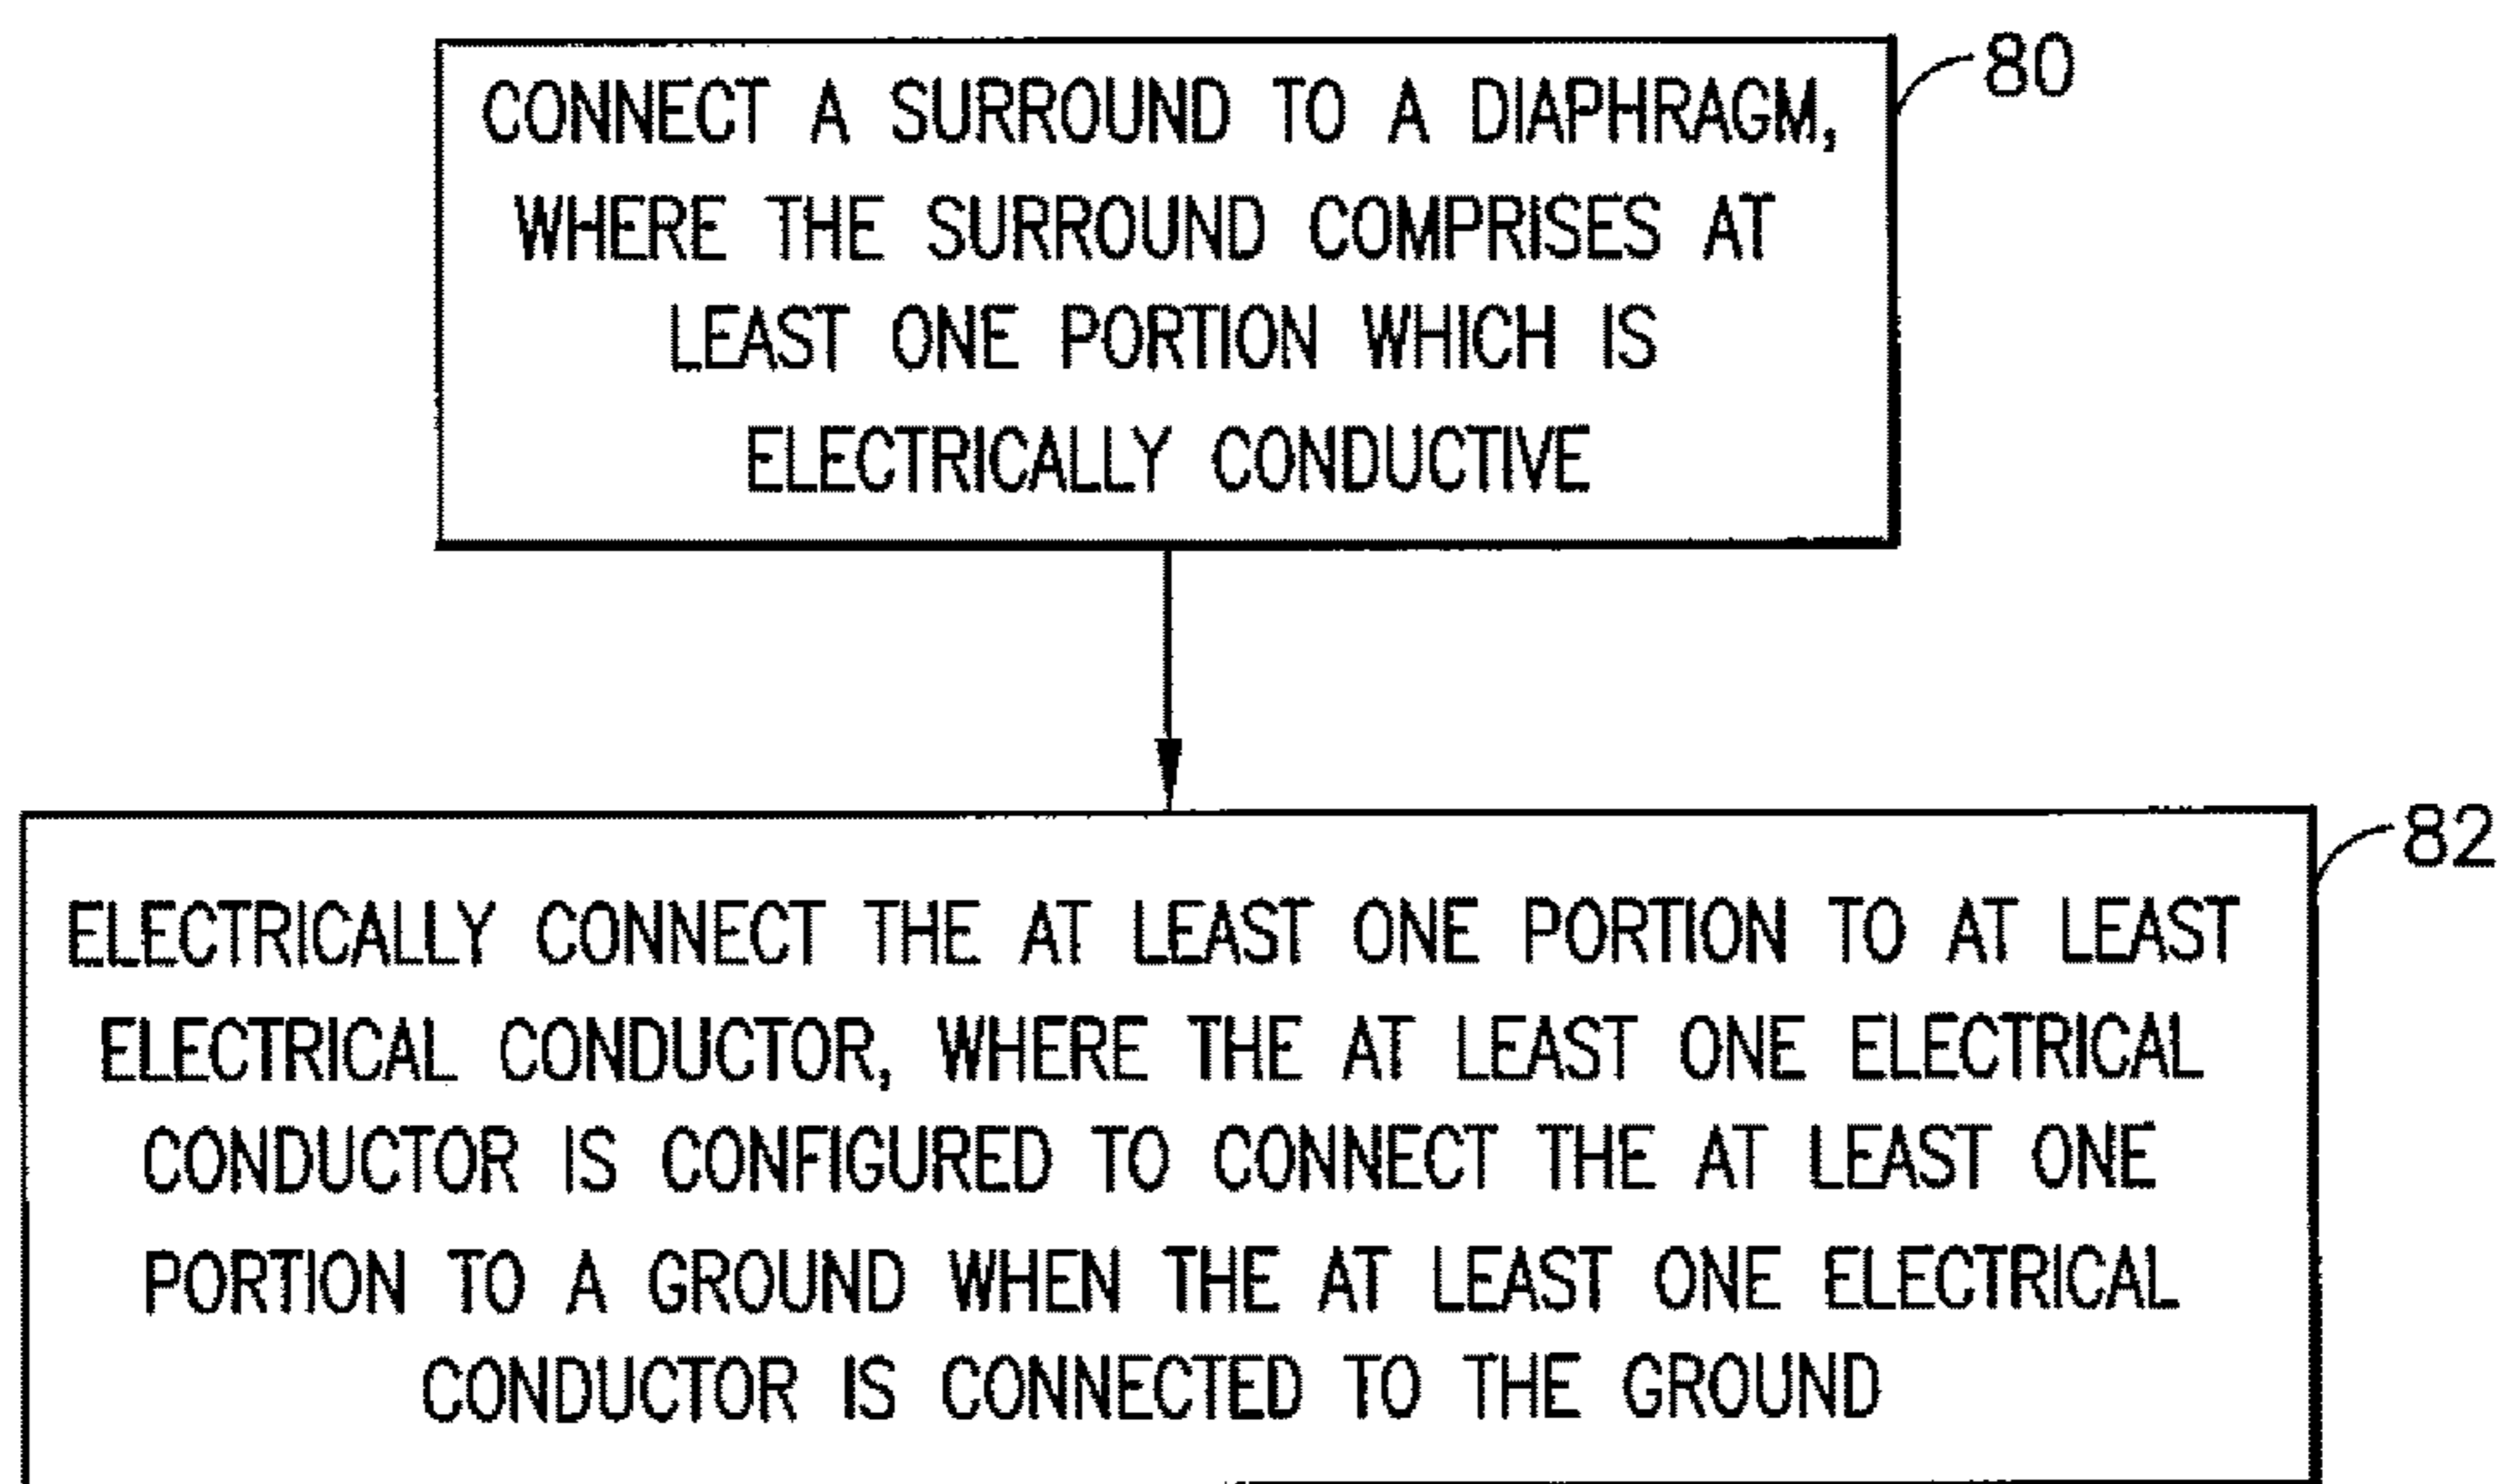 CONNECT A SURROUND TO A DIAPHRAGM,
WHERE THE SURROUND COMPRISES AT
LEAST ONE PORTION WHICH IS
ELECTRICALLY CONDUCTIVE
80
ELECTRICALLY CONNECT THE AT LEAST ONE PORTION TO AT LEAST
ELECTRICAL CONDUCTOR, WHERE THE AT LEAST ONE ELECTRICAL
CONDUCTOR IS CONFIGURED TO CONNECT THE AT LEAST ONE
PORTION TO A GROUND WHEN THE AT LEAST ONE ELECTRICAL
CONDUCTOR IS CONNECTED TO THE GROUND
82